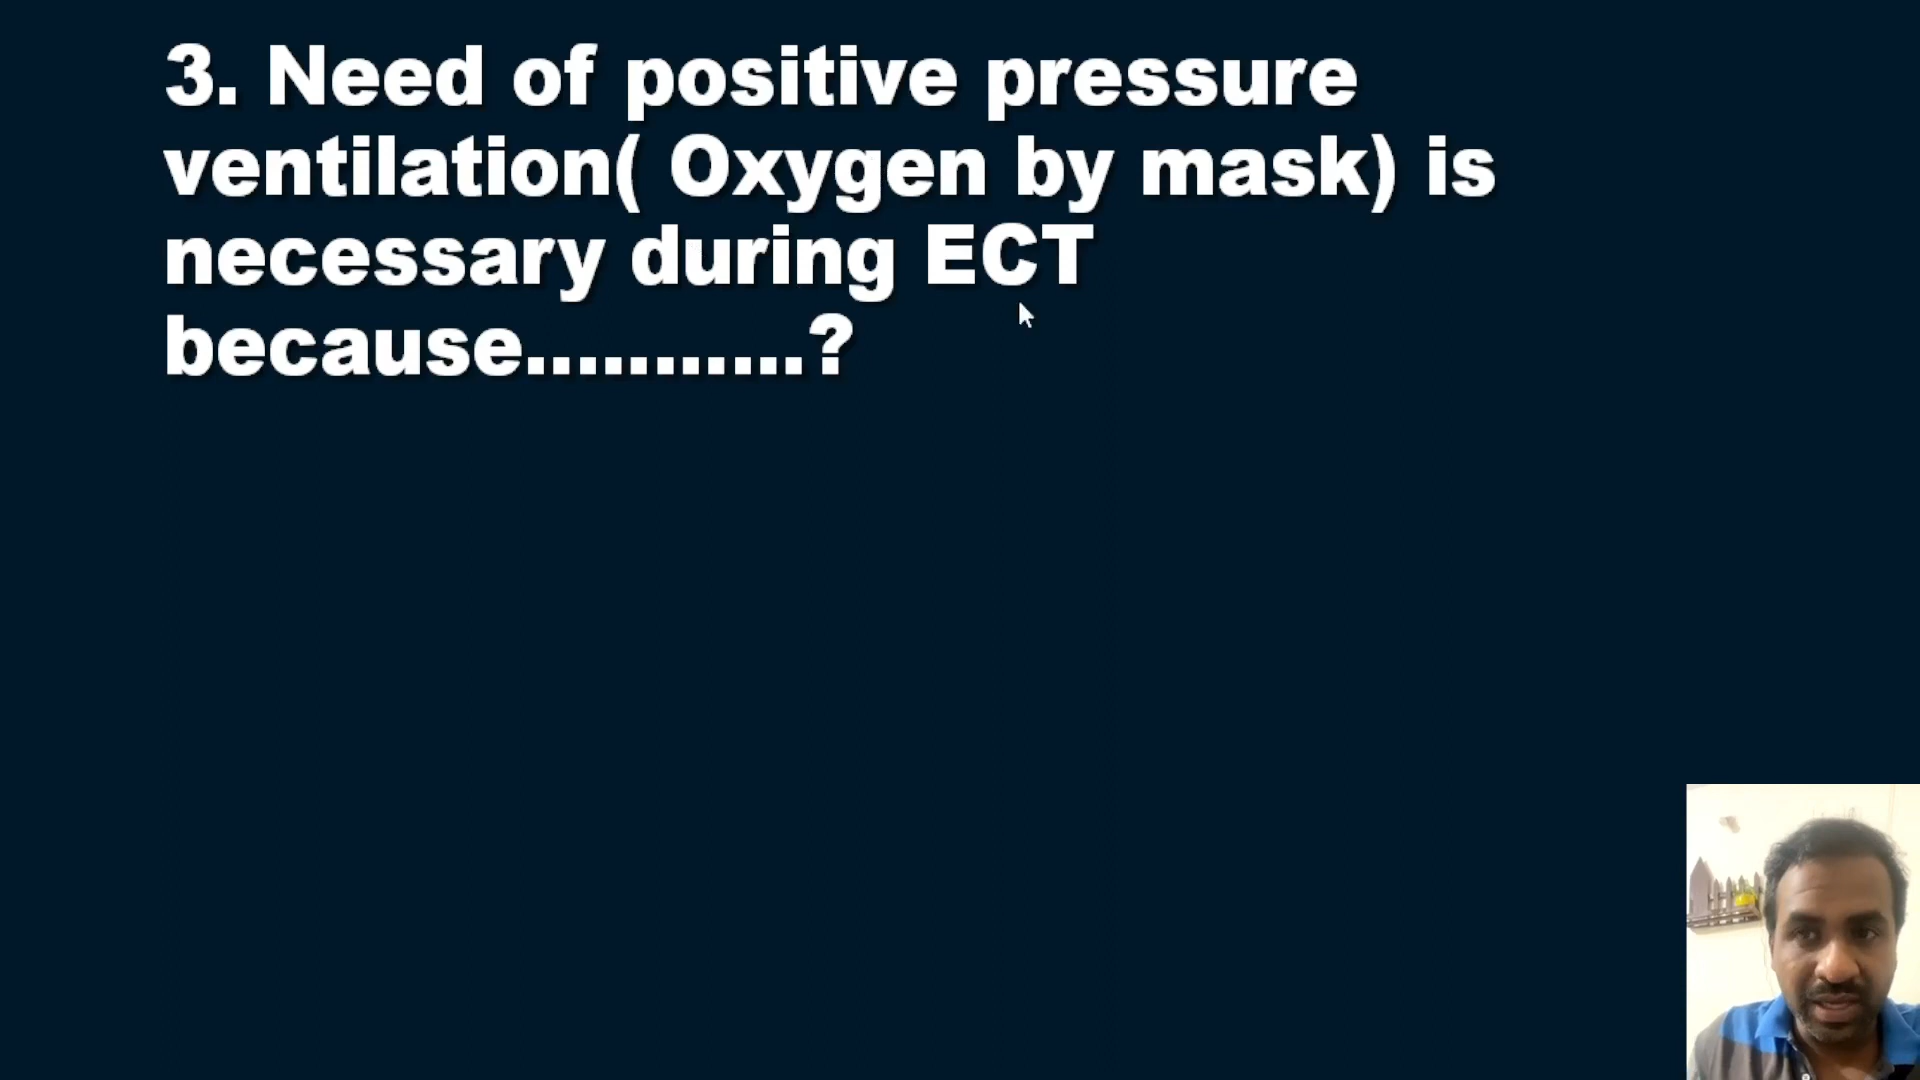 3. Need of positive pressure
ventilation( Oxygen by mask) is
necessary during ECT
because...........?